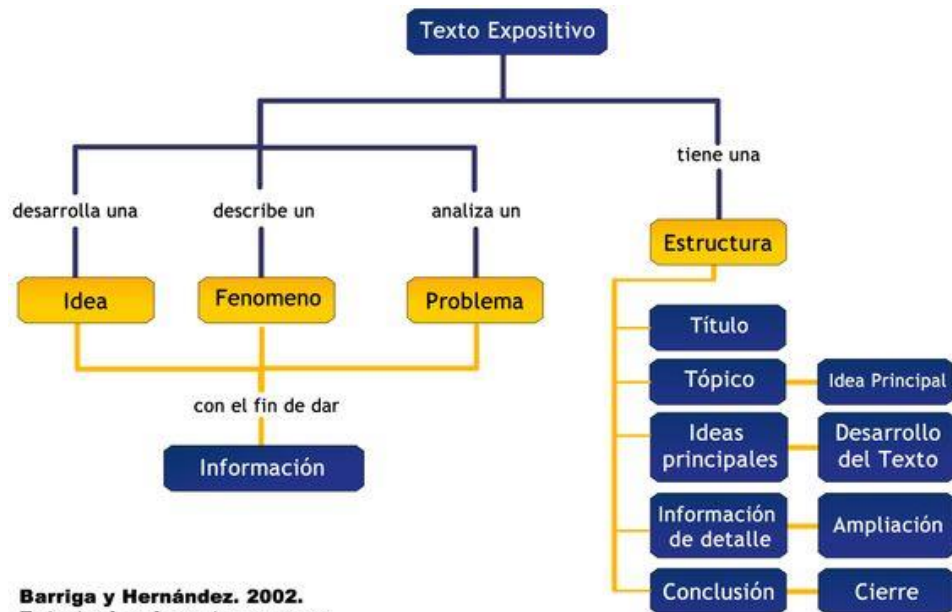 Texto Expositivo
tiene una
desarrolla una
describe un
analiza un
Estructura
Idea
Fenomeno
Problema
Título
Tópico
Idea Principal
con el fin de dar
Ideas
principales
Desarrollo
del Texto
Información
Información
de detalle
Ampliación
Conclusión
Cierre
Barriga y Hernández. 2002.